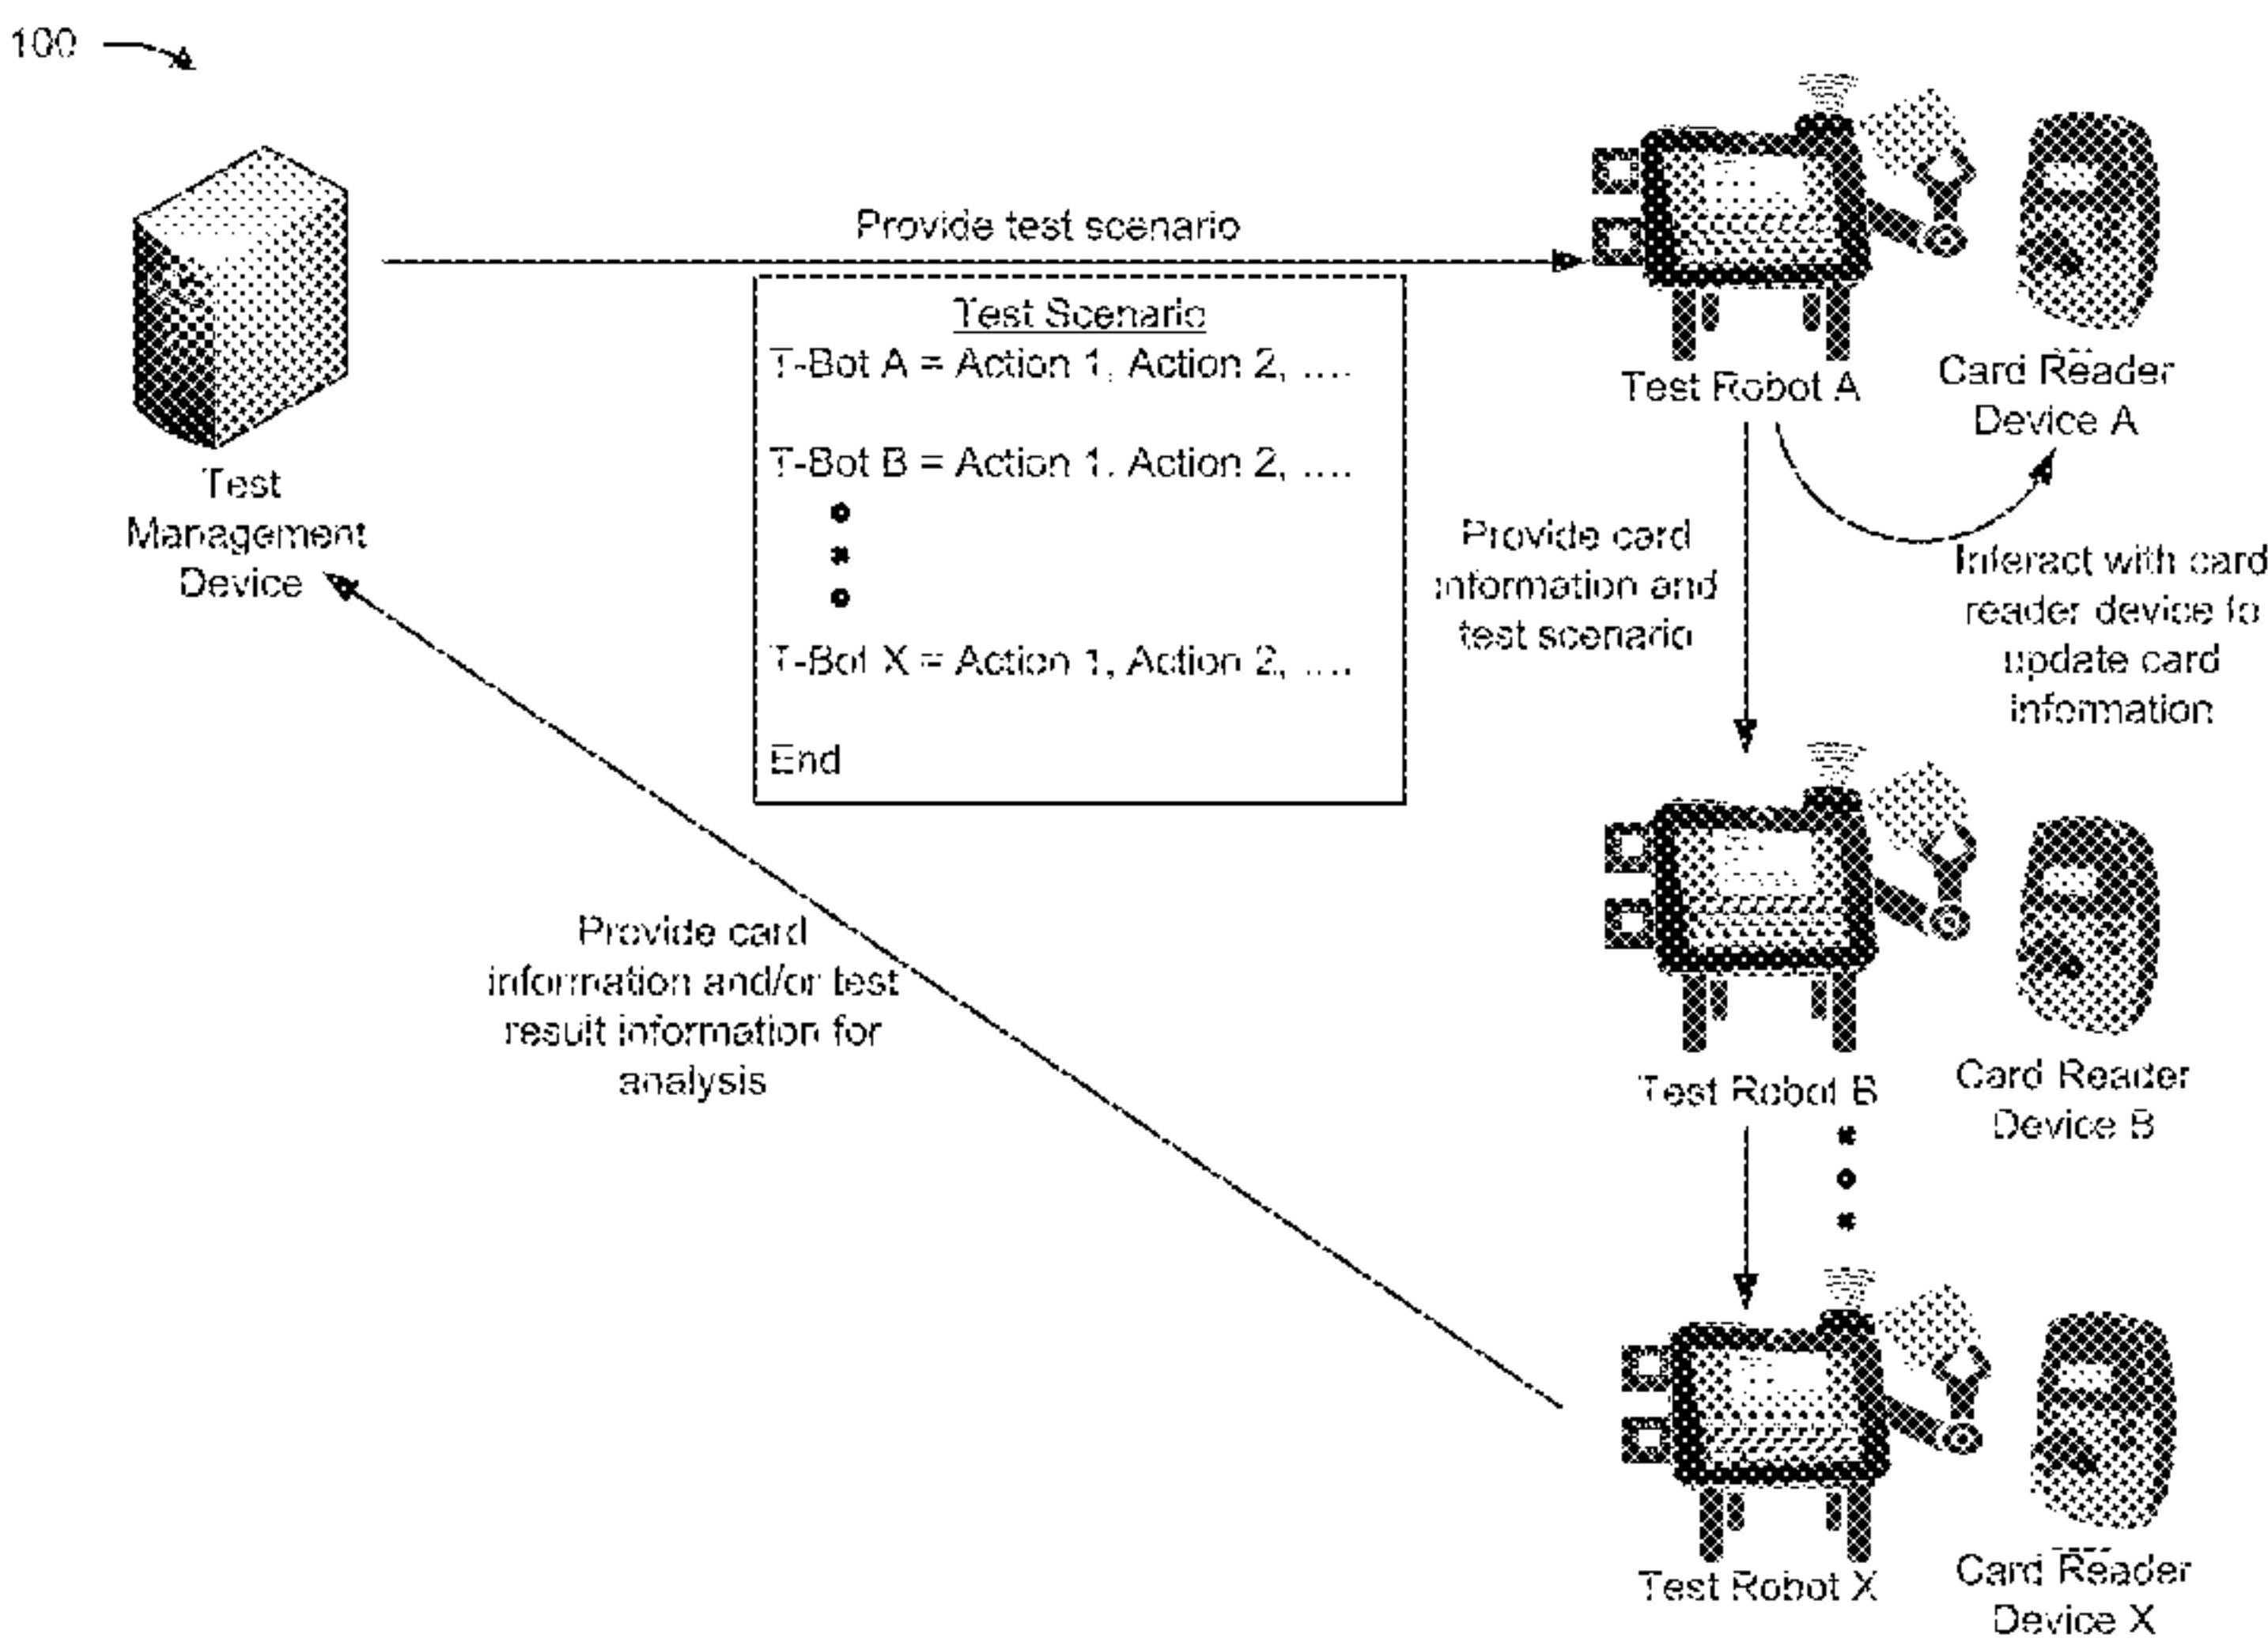 100
Provide test scenario
Test Scenario
T-Bot A = Action 1, Action 2, ....
T-Bot B = Action 1, Action 2, ....
T-Bot X = Action 1, Action 2, ....
End
Test
Management
Device
Test Robot A
Card Reader
Device A
Provide card
information and
test scenario
Interact with card
reader device to
update card
information
Provide card
information and/or test
result information for
analysis
Test Robot B
Card Reader
Device B
Test Robot X
Card Reader
Device X